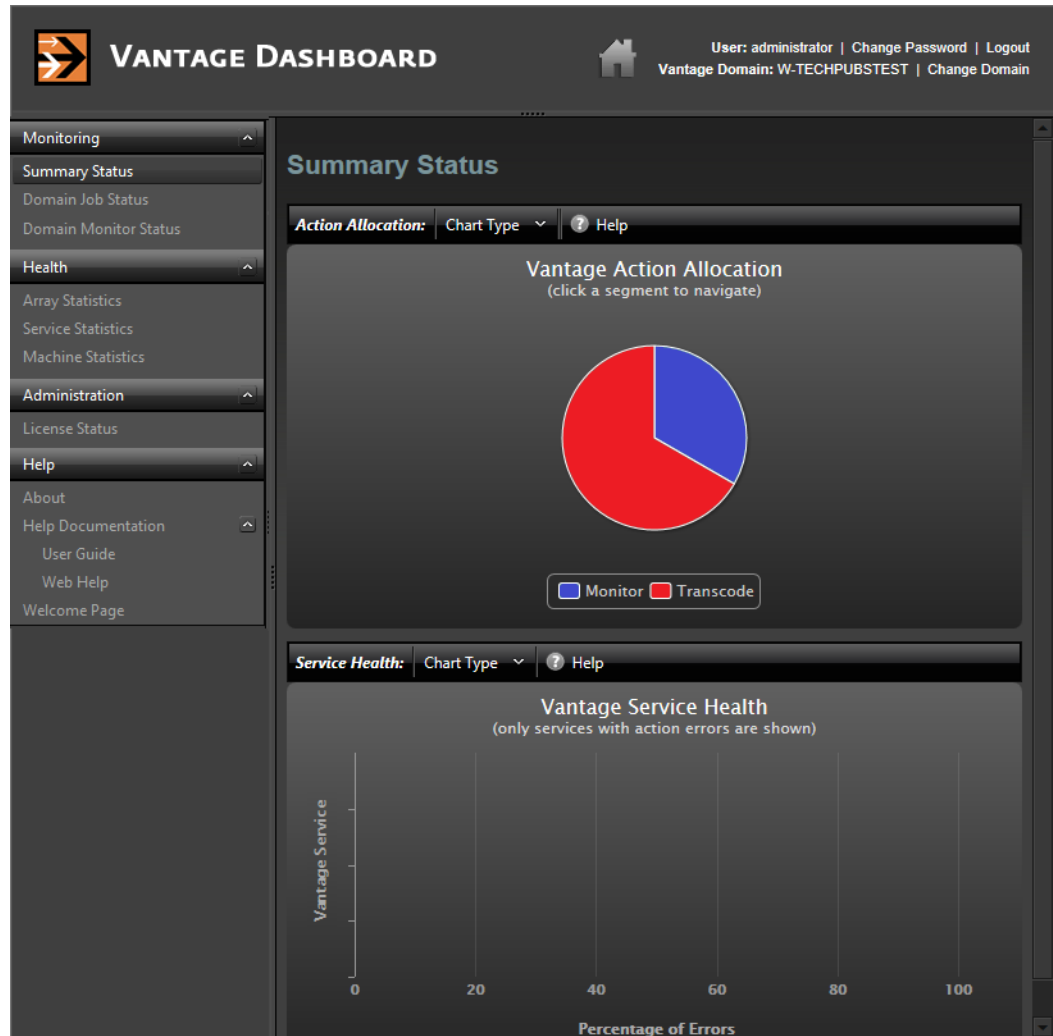 VANTAGE DASHBOARD
User: administrator | Change Password | Logout
Vantage Domain: W-TECHPUBSTEST | Change Domain
Monitoring
Summary Status
Domain Job Status
Domain Monitor Status
Health
Array Statistics
Service Statistics
Machine Statistics
Administration
License Status
Help
About
Help Documentation
User Guide
Web Help
Welcome Page
Summary Status
Action Allocation: Chart Type ? Help
Vantage Action Allocation
(click a segment to navigate)
Monitor Transcode
Service Health: Chart Type ? Help
Vantage Service Health
(only services with action errors are shown)
Vantage Service
0 20 40 60 80 100
Percentage of Errors